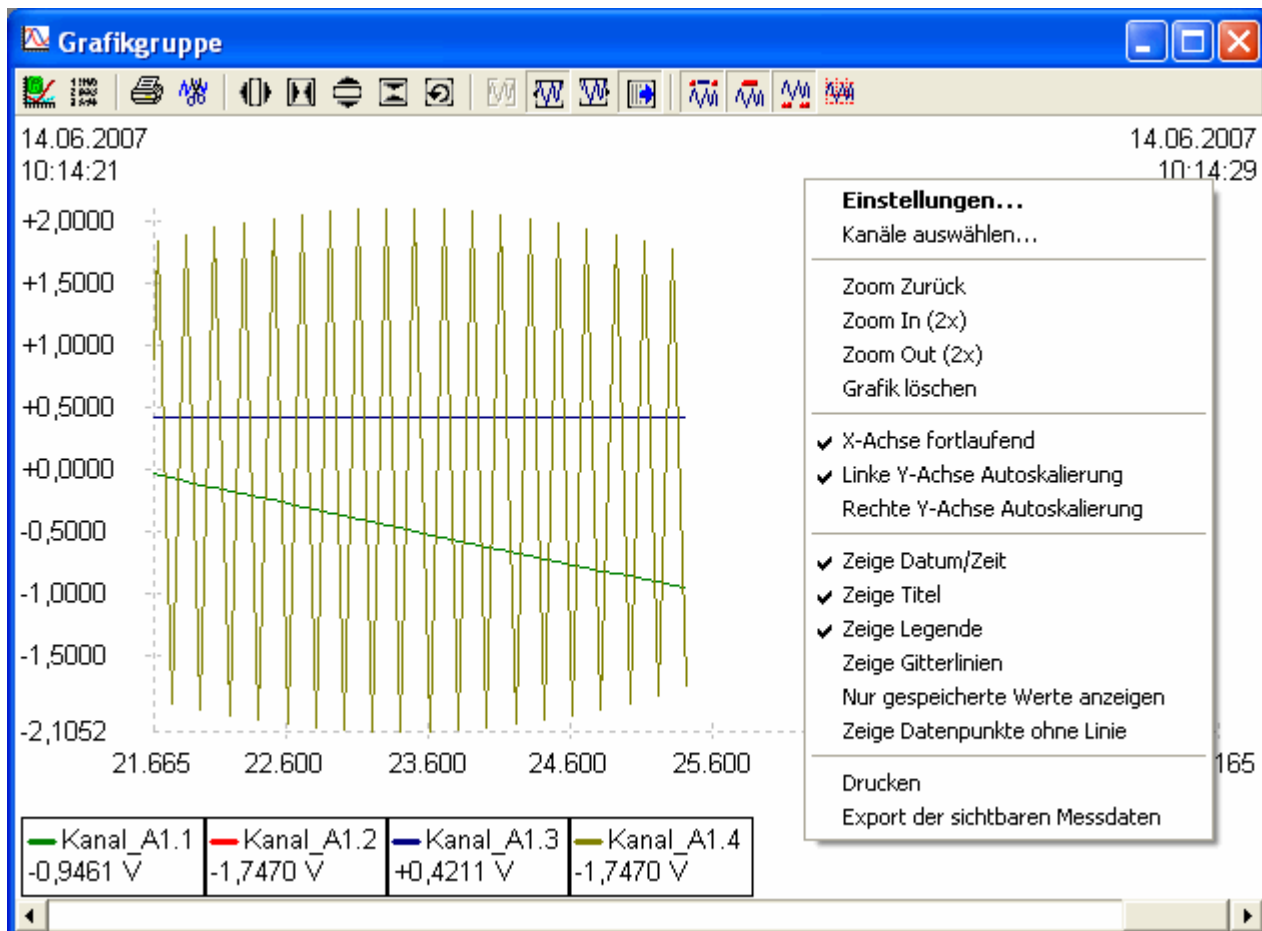 Grafikgruppe
14.06.2007
10:14:21
14.06.2007
10:14:29
+2,0000
+1,5000
+1,0000
+0,5000
+0,0000
-0,5000
-1,0000
-1,5000
-2,1052
21.665 22.600 23.600 24.600 25.600 165
Einstellungen...
Kanäle auswählen...
Zoom Zurück
Zoom In (2x)
Zoom Out (2x)
Grafik löschen
X-Achse fortlaufend
Linke Y-Achse Autoskalierung
Rechte Y-Achse Autoskalierung
Zeige Datum/Zeit
Zeige Titel
Zeige Legende
Zeige Gitterlinien
Nur gespeicherte Werte anzeigen
Zeige Datenpunkte ohne Linie
Drucken
Export der sichtbaren Messdaten
Kanal_A1.1 Kanal_A1.2 Kanal_A1.3 Kanal_A1.4
-0,9461 V -1,7470 V +0,4211 V -1,7470 V